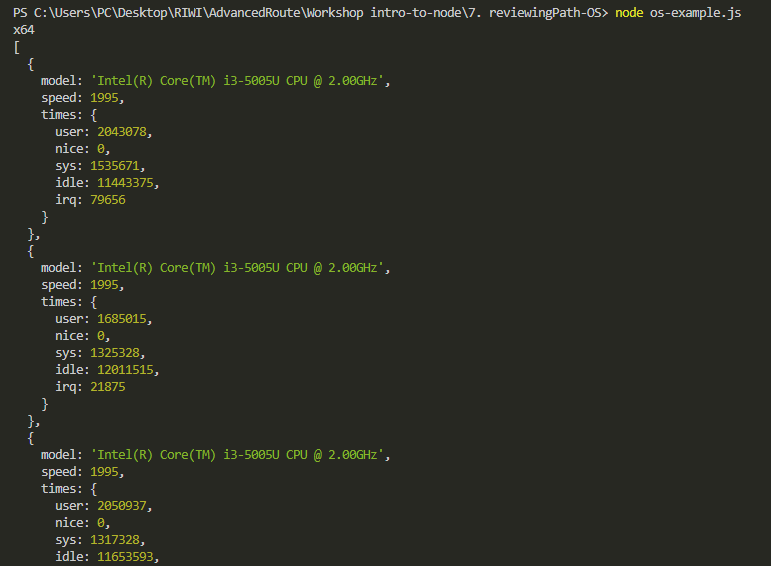 PS C:\Users\PC\Desktop\RIWI\AdvancedRoute\Workshop intro-to-node\7. reviewingPath-OS> node os-example.js
x64
[
  {
    model: 'Intel(R) Core(TM) i3-5005U CPU @ 2.00GHz',
    speed: 1995,
    times: {
      user: 2043078,
      nice: 0,
      sys: 1535671,
      idle: 11443375,
      irq: 79656
    }
  },
  {
    model: 'Intel(R) Core(TM) i3-5005U CPU @ 2.00GHz',
    speed: 1995,
    times: {
      user: 1685015,
      nice: 0,
      sys: 1325328,
      idle: 12011515,
      irq: 21875
    }
  },
  {
    model: 'Intel(R) Core(TM) i3-5005U CPU @ 2.00GHz',
    speed: 1995,
    times: {
      user: 2050937,
      nice: 0,
      sys: 1317328,
      idle: 11653593,